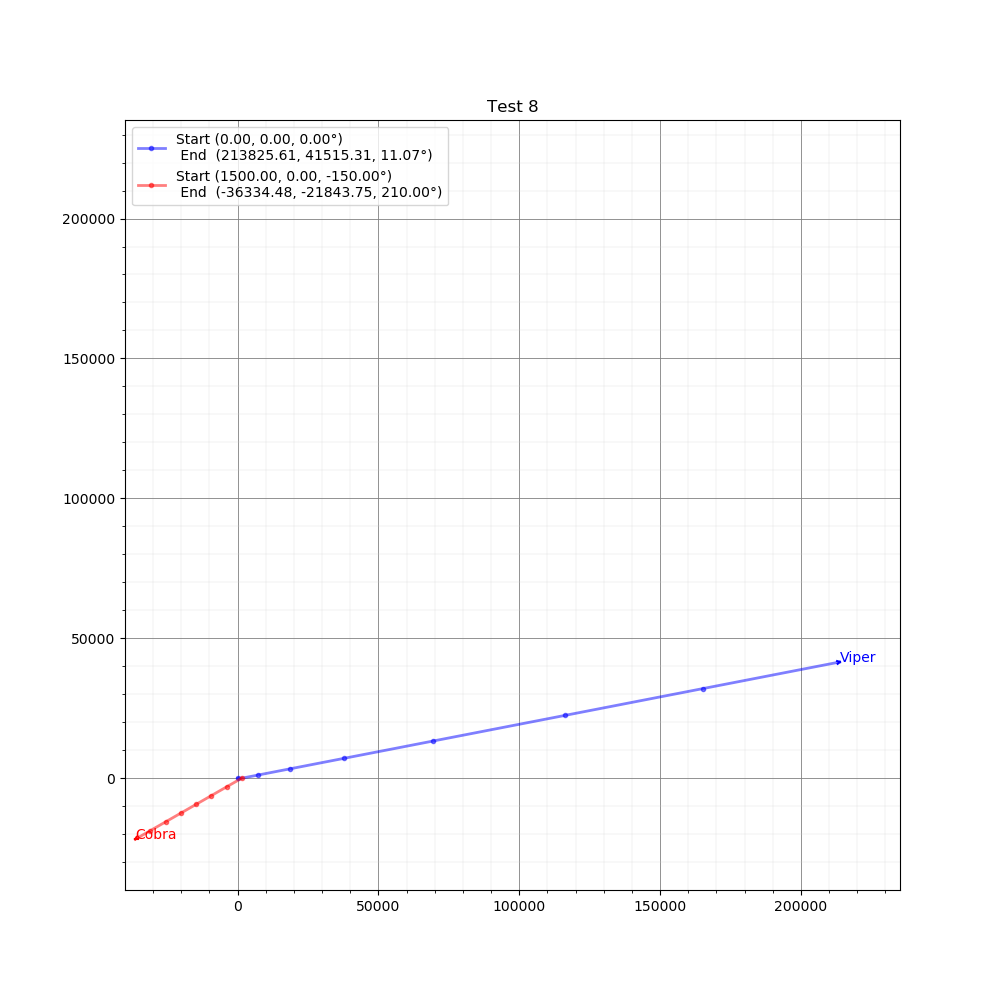 Test 8
Start (0.00, 0.00, 0.00°)
End (213825.61, 41515.31, 11.07°)
Start (1500.00, 0.00, -150.00°)
End (-36334.48, -21843.75, 210.00°)
200000
150000
100000
50000
0
Viper
Cobra
0 50000 100000 150000 200000